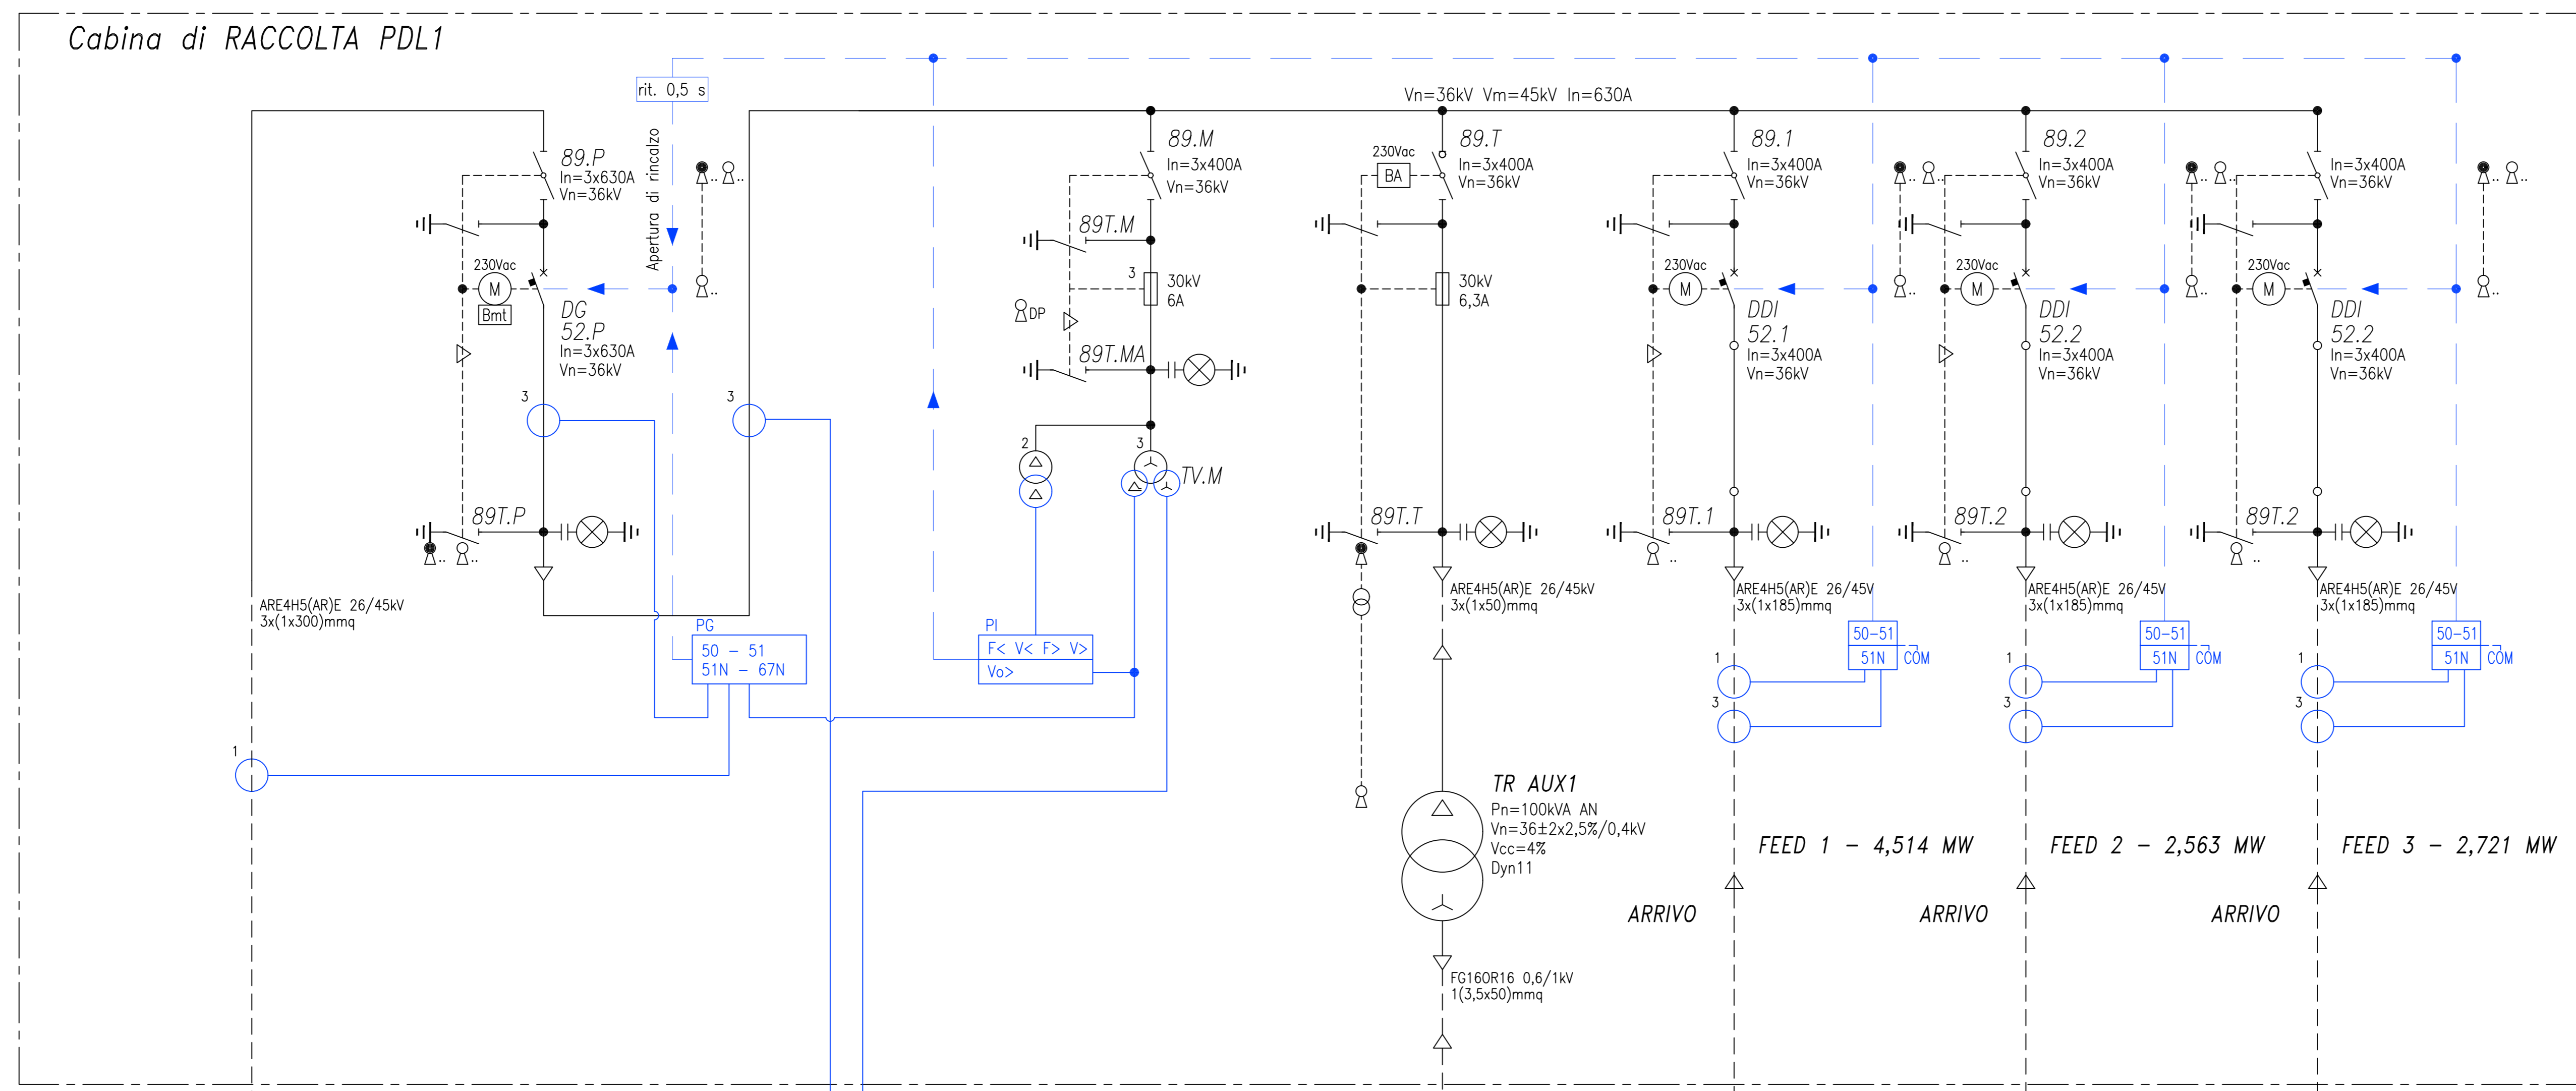 Cabina di RACCOLTA PDL1
rit. 0,5 s
Apertura di rincalzo
Vn=36kV Vm=45kV In=630A
89.P
In=3x630A
Vn=36kV
230Vac
M
Bmt
DG
52.P
In=3x630A
Vn=36kV
3
89T.P
..
..
..
..
..
3
ARE4H5(AR)E 26/45kV
3x(1x300)mmq
1
PG
50 - 51
51N - 67N
89.M
In=3x400A
Vn=36kV
89T.M
3
30kV
6A
DP
89T.MA
2
3
TV.M
PI
F< V< F> V>
Vo>
89.T
In=3x400A
Vn=36kV
230Vac
BA
30kV
6,3A
89T.T
ARE4H5(AR)E 26/45kV
3x(1x50)mmq
TR AUX1
Pn=100kVA AN
Vn=36±2x2,5%/0,4kV
Vcc=4%
Dyn11
FG16OR16 0,6/1kV
1(3,5x50)mmq
89.1
In=3x400A
Vn=36kV
230Vac
M
DDI
52.1
In=3x400A
Vn=36kV
..
..
..
89T.1
..
ARE4H5(AR)E 26/45V
3x(1x185)mmq
50-51
51N
COM
1
3
FEED 1 - 4,514 MW
ARRIVO
89.2
In=3x400A
Vn=36kV
230Vac
M
DDI
52.2
In=3x400A
Vn=36kV
..
..
..
89T.2
..
ARE4H5(AR)E 26/45V
3x(1x185)mmq
50-51
51N
COM
1
3
FEED 2 - 2,563 MW
ARRIVO
In=3x400A
Vn=36kV
230Vac
M
DDI
52.2
In=3x400A
Vn=36kV
..
..
..
89T.2
..
ARE4H5(AR)E 26/45V
3x(1x185)mmq
50-51
51N
COM
1
3
FEED 3 - 2,721 MW
ARRIVO